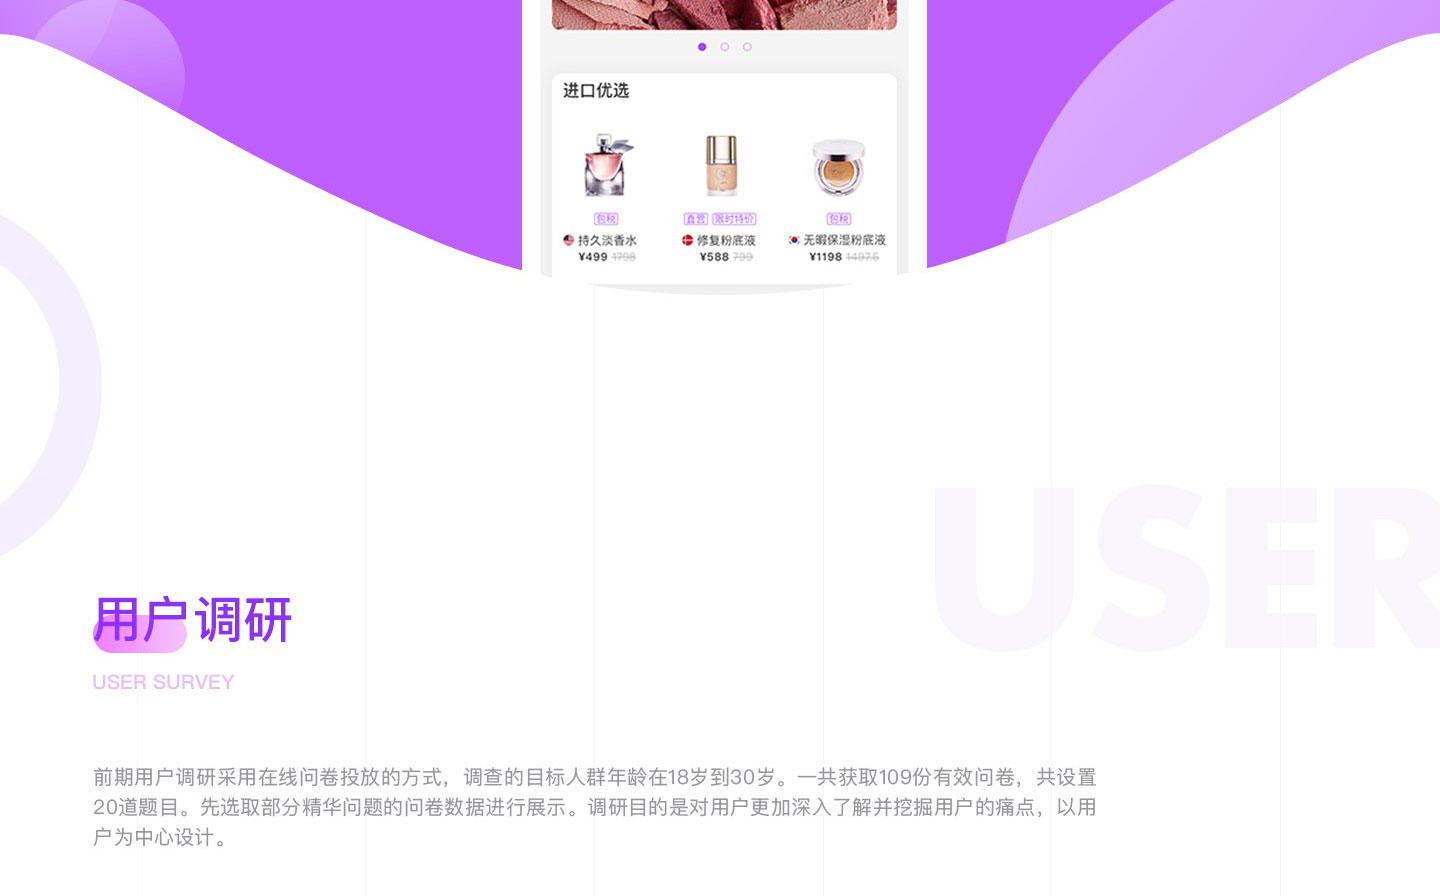 进口优选
包税
直营 限时特价
包税
持久淡香水
修复粉底液
无暇保湿粉底液
¥499 1798
¥588 799
¥1198 1497.5
USER
用户调研
USER SURVEY
前期用户调研采用在线问卷投放的方式，调查的目标人群年龄在18岁到30岁。一共获取109份有效问卷，共设置
20道题目。先选取部分精华问题的问卷数据进行展示。调研目的是对用户更加深入了解并挖掘用户的痛点，以用
户为中心设计。